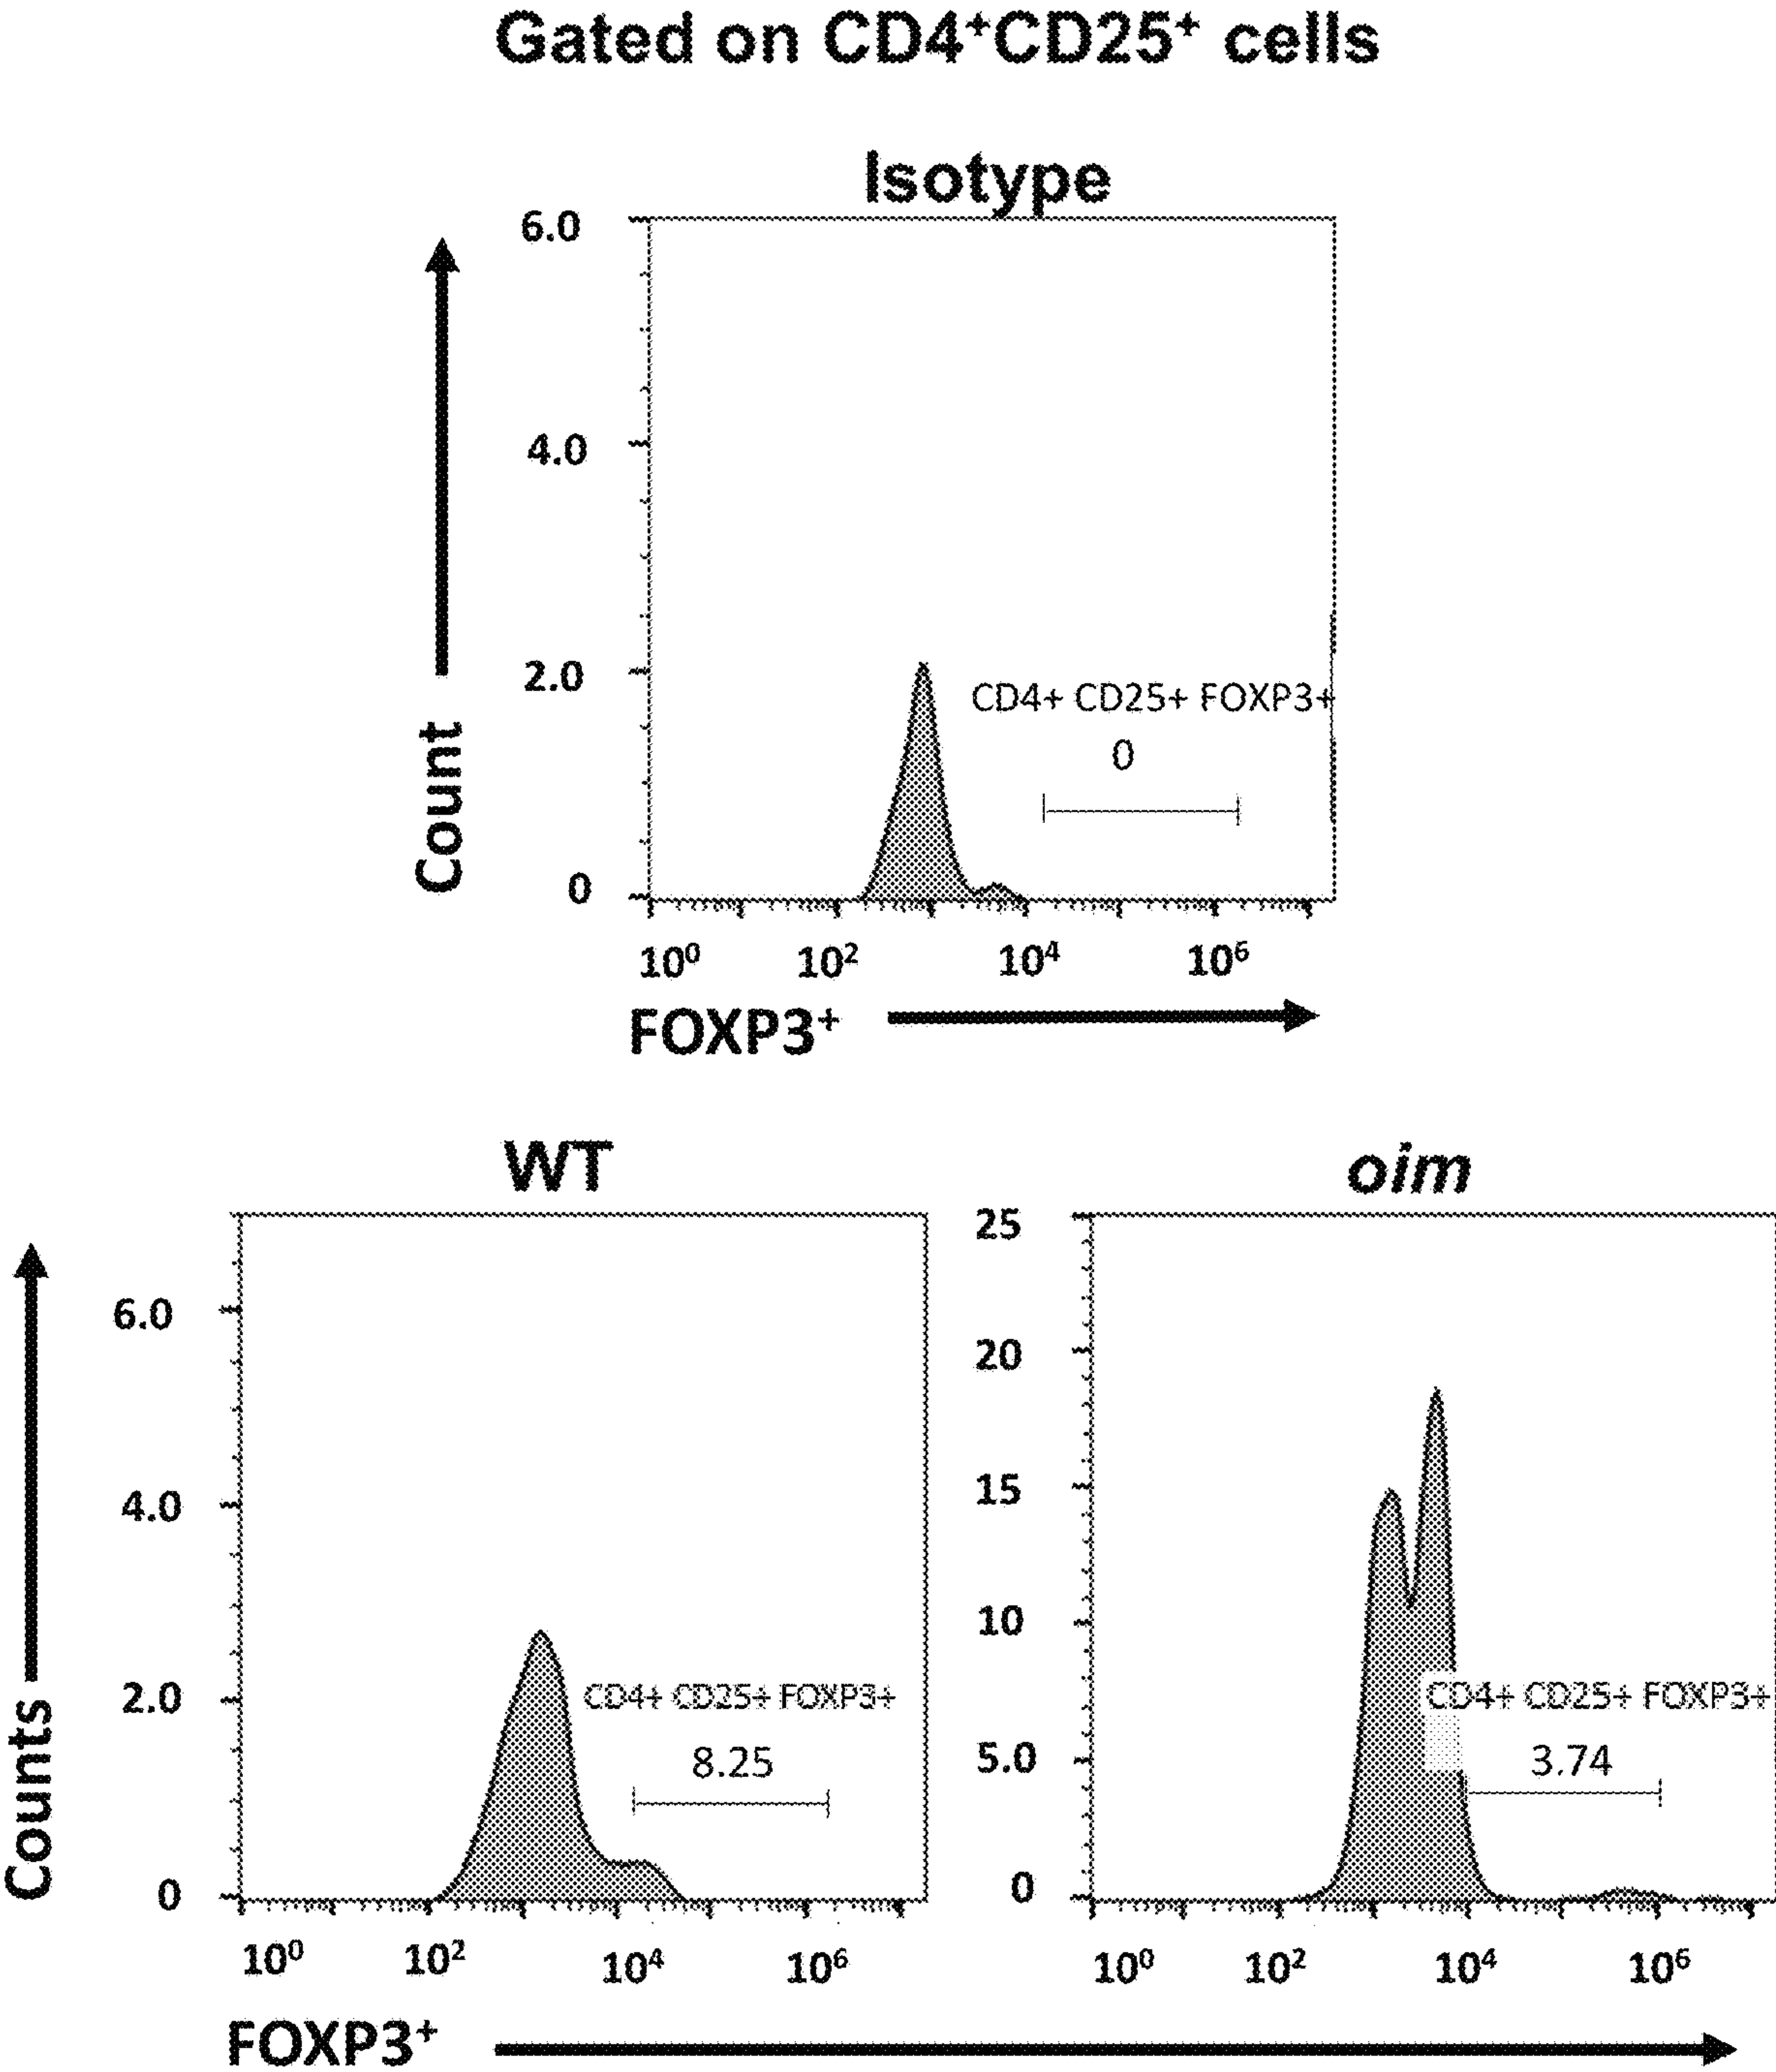 Gated on CD4⁺CD25⁺ cells
Isotype
6.0
4.0
2.0
0
Count
CD4+ CD25+ FOXP3+
0
10⁰ 10² 10⁴ 10⁶
FOXP3⁺
WT
6.0
4.0
2.0
0
Counts
CD4+ CD25+ FOXP3+
8.25
10⁰ 10² 10⁴ 10⁶
oim
25
20
15
10
5.0
0
CD4+ CD25+ FOXP3+
3.74
10⁰ 10² 10⁴ 10⁶
FOXP3⁺